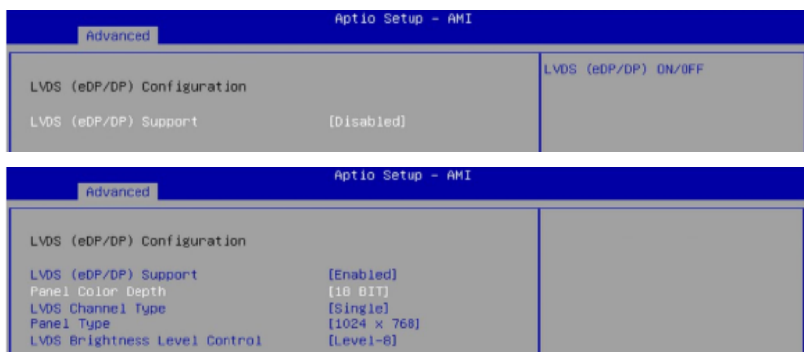 Aptio Setup - AMI
Advanced
LVDS (eDP/DP) ON/OFF
LVDS (eDP/DP) Configuration
LVDS (eDP/DP) Support [Disabled]
Aptio Setup - AMI
Advanced
LVDS (eDP/DP) Configuration
LVDS (eDP/DP) Support [Enabled]
Panel Color Depth [18 BIT]
LVDS Channel Type [Single]
Panel Type [1024 x 768]
LVDS Brightness Level Control [Level-8]